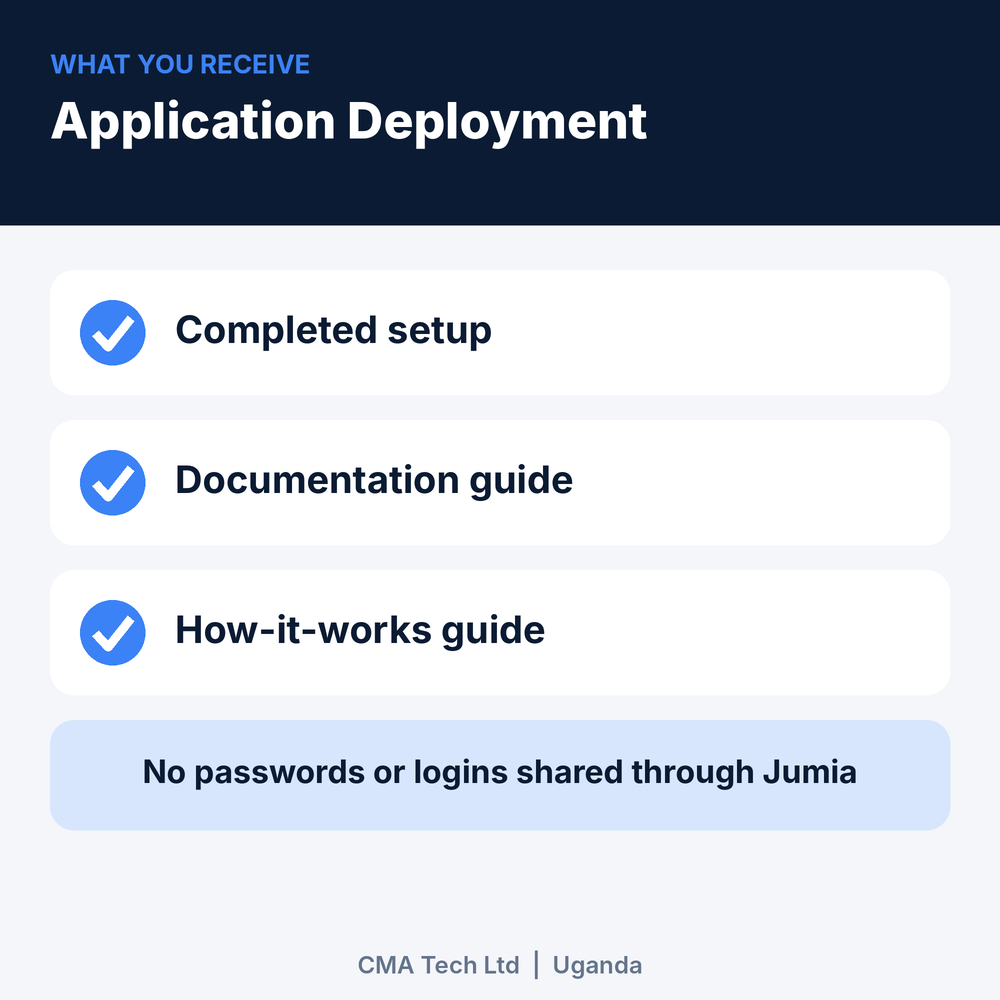 WHAT YOU RECEIVE
Application Deployment
Completed setup
Documentation guide
How-it-works guide
No passwords or logins shared through Jumia
CMA Tech Ltd | Uganda